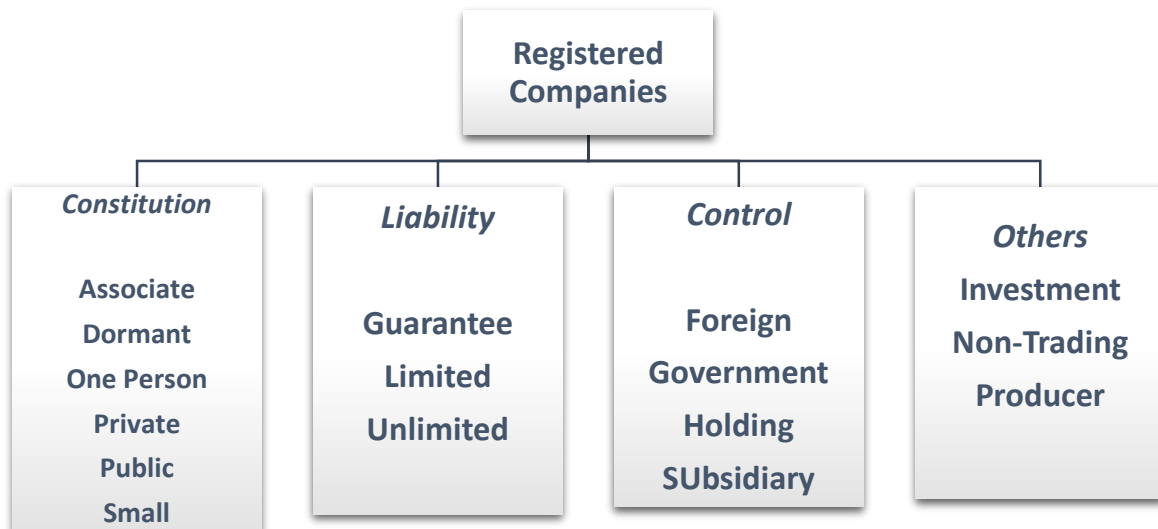 Registered
Companies
Constitution
Associate
Dormant
One Person
Private
Public
Small
Liability
Guarantee
Limited
Unlimited
Control
Foreign
Government
Holding
SUbsidiary
Others
Investment
Non-Trading
Producer